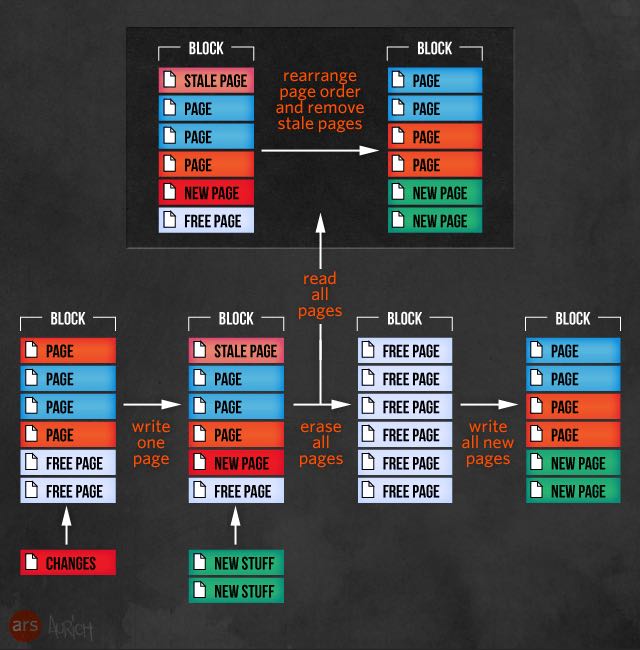 BLOCK
STALE PAGE
PAGE
PAGE
PAGE
NEW PAGE
FREE PAGE
rearrange
page order
and remove
stale pages
BLOCK
PAGE
PAGE
PAGE
PAGE
NEW PAGE
NEW PAGE
read
all
pages
BLOCK
PAGE
PAGE
PAGE
PAGE
FREE PAGE
FREE PAGE
CHANGES
write
one
page
BLOCK
STALE PAGE
PAGE
PAGE
PAGE
NEW PAGE
FREE PAGE
NEW STUFF
NEW STUFF
erase
all
pages
BLOCK
FREE PAGE
FREE PAGE
FREE PAGE
FREE PAGE
FREE PAGE
FREE PAGE
write
all new
pages
BLOCK
PAGE
PAGE
PAGE
PAGE
NEW PAGE
NEW PAGE
ars
AURICH